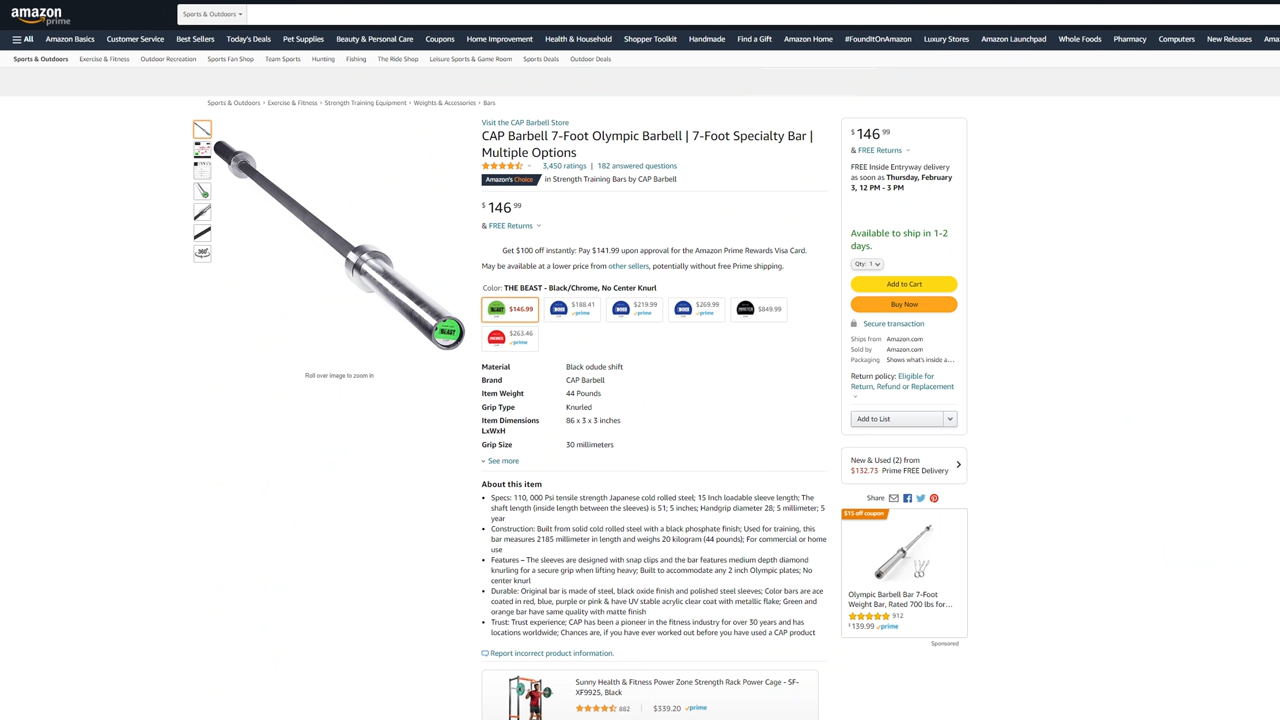 amazon
prime
Sports & Outdoors
All Amazon Basics Customer Service Best Sellers Today's Deals Pet Supplies Beauty & Personal Care Coupons Home Improvement Health & Household Shopper Toolkit Handmade Find a Gift Amazon Home #FoundItOnAmazon Luxury Stores Amazon Launchpad Whole Foods Pharmacy Computers New Releases Amaz
Sports & Outdoors Exercise & Fitness Outdoor Recreation Sports Fan Shop Team Sports Hunting Fishing The Ride Shop Leisure Sports & Game Room Sports Deals Outdoor Deals
Sports & Outdoors › Exercise & Fitness › Strength Training Equipment › Weights & Accessories › Bars
360°
BEAST
Roll over image to zoom in
Visit the CAP Barbell Store
CAP Barbell 7-Foot Olympic Barbell | 7-Foot Specialty Bar |
Multiple Options
3,450 ratings | 182 answered questions
Amazon's Choice in Strength Training Bars by CAP Barbell
$146.99
& FREE Returns
Get $100 off instantly: Pay $141.99 upon approval for the Amazon Prime Rewards Visa Card.
May be available at a lower price from other sellers, potentially without free Prime shipping.
Color: THE BEAST - Black/Chrome, No Center Knurl
BEAST $146.99 BOSS $188.41 prime BOSS $219.99 prime BOSS $269.99 prime $849.99
$263.46 prime
Material Black odude shift
Brand CAP Barbell
Item Weight 44 Pounds
Grip Type Knurled
Item Dimensions 86 x 3 x 3 inches
LxWxH
Grip Size 30 millimeters
See more
About this item
• Specs: 110, 000 Psi tensile strength Japanese cold rolled steel; 15 Inch loadable sleeve length; The
shaft length (inside length between the sleeves) is 51; 5 inches; Handgrip diameter 28; 5 millimeter; 5
year
• Construction: Built from solid cold rolled steel with a black phosphate finish; Used for training, this
bar measures 2185 millimeter in length and weighs 20 kilogram (44 pounds); For commercial or home
use
• Features – The sleeves are designed with snap clips and the bar features medium depth diamond
knurling for a secure grip when lifting heavy; Built to accommodate any 2 inch Olympic plates; No
center knurl
• Durable: Original bar is made of steel, black oxide finish and polished steel sleeves; Color bars are ace
coated in red, blue, purple or pink & have UV stable acrylic clear coat with metallic flake; Green and
orange bar have same quality with matte finish
• Trust: Trust experience; CAP has been a pioneer in the fitness industry for over 30 years and has
locations worldwide; Chances are, if you have ever worked out before you have used a CAP product
Report incorrect product information.
Sunny Health & Fitness Power Zone Strength Rack Power Cage - SF-
XF9925, Black
882 | $339.20 prime
$146.99
& FREE Returns
FREE Inside Entryway delivery
as soon as Thursday, February
3, 12 PM - 3 PM
Available to ship in 1-2
days.
Qty: 1
Add to Cart
Buy Now
Secure transaction
Ships from Amazon.com
Sold by Amazon.com
Packaging Shows what's inside a...
Return policy: Eligible for
Return, Refund or Replacement
Add to List
New & Used (2) from
$132.73 Prime FREE Delivery
Share
$15 off coupon
Olympic Barbell Bar 7-Foot
Weight Bar, Rated 700 lbs for...
912
$139.99 prime
Sponsored